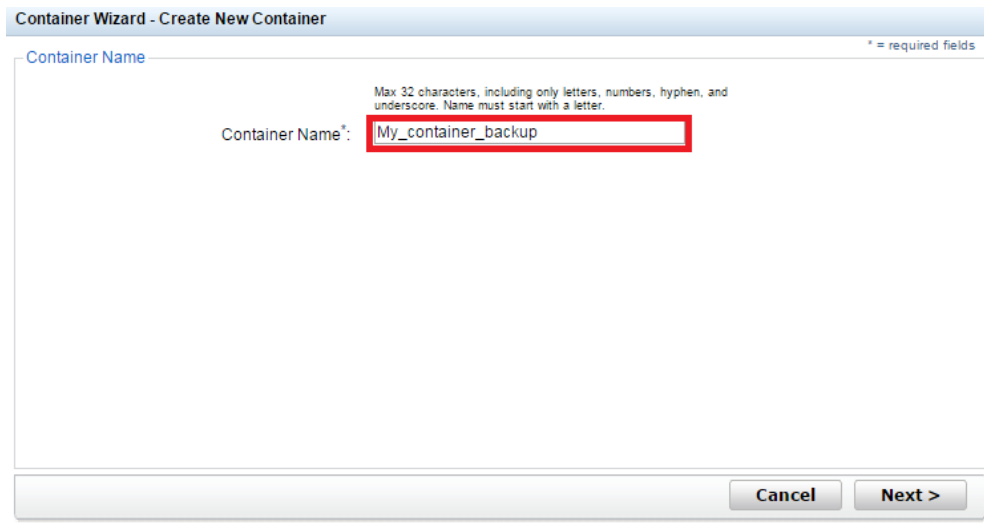 Container Wizard - Create New Container
* = required fields
Container Name
Max 32 characters, including only letters, numbers, hyphen, and
underscore. Name must start with a letter.
Container Name*: My_container_backup
Cancel Next >